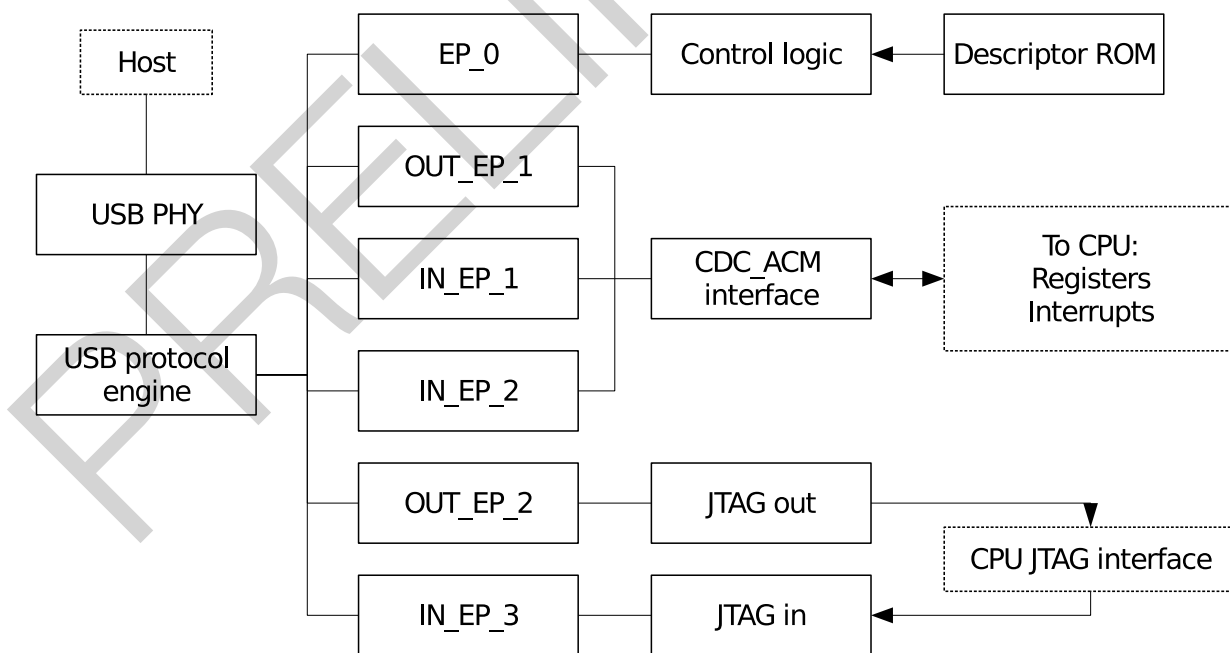 Host
EP_0
Control logic
Descriptor ROM
OUT_EP_1
USB PHY
IN_EP_1
CDC_ACM
interface
To CPU:
Registers
Interrupts
USB protocol
engine
IN_EP_2
OUT_EP_2
JTAG out
CPU JTAG interface
IN_EP_3
JTAG in